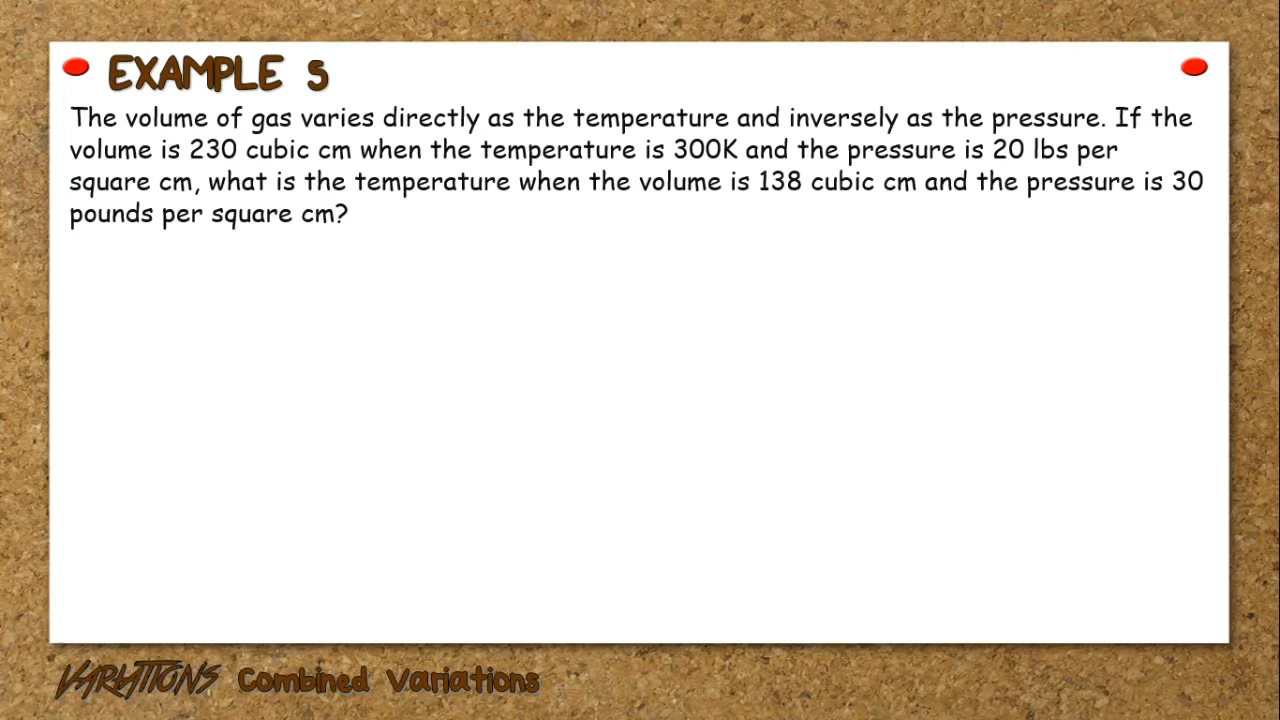 EXAMPLE 5
The volume of gas varies directly as the temperature and inversely as the pressure. If the
volume is 230 cubic cm when the temperature is 300K and the pressure is 20 lbs per
square cm, what is the temperature when the volume is 138 cubic cm and the pressure is 30
pounds per square cm?
VARIATIONS Combined Variations